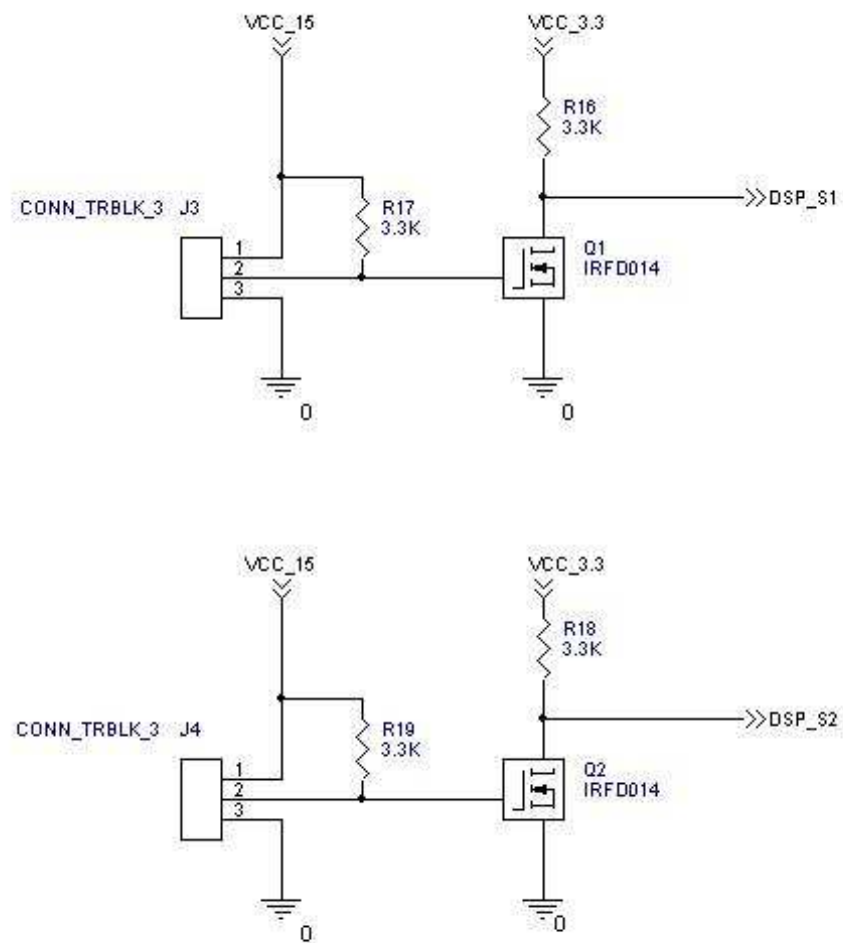 VCC_15
VCC_3.3
R16
3.3K
DSP_S1
CONN_TRBLK_3 J3
R17
3.3K
1
2
3
Q1
IRFD014
0
0
VCC_15
VCC_3.3
R18
3.3K
DSP_S2
CONN_TRBLK_3 J4
R19
3.3K
1
2
3
Q2
IRFD014
0
0